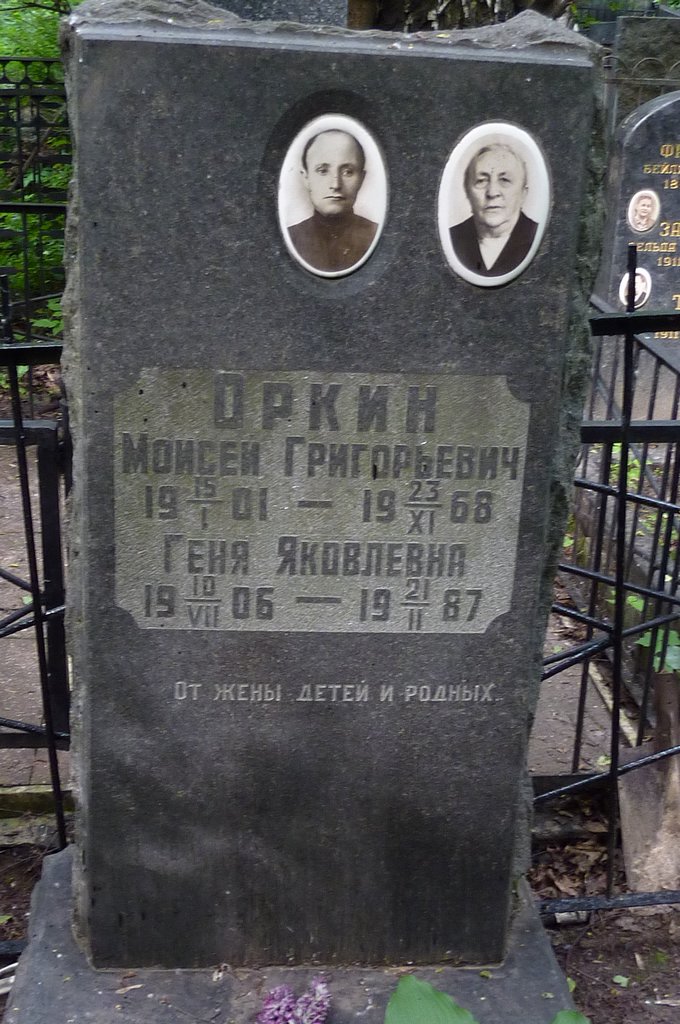 Оркин
Моисей Григорьевич
19 15/I 01 — 19 23/XI 68
Геня Яковлевна
19 10/VII 06 — 19 21/II 87
От жены детей и родных